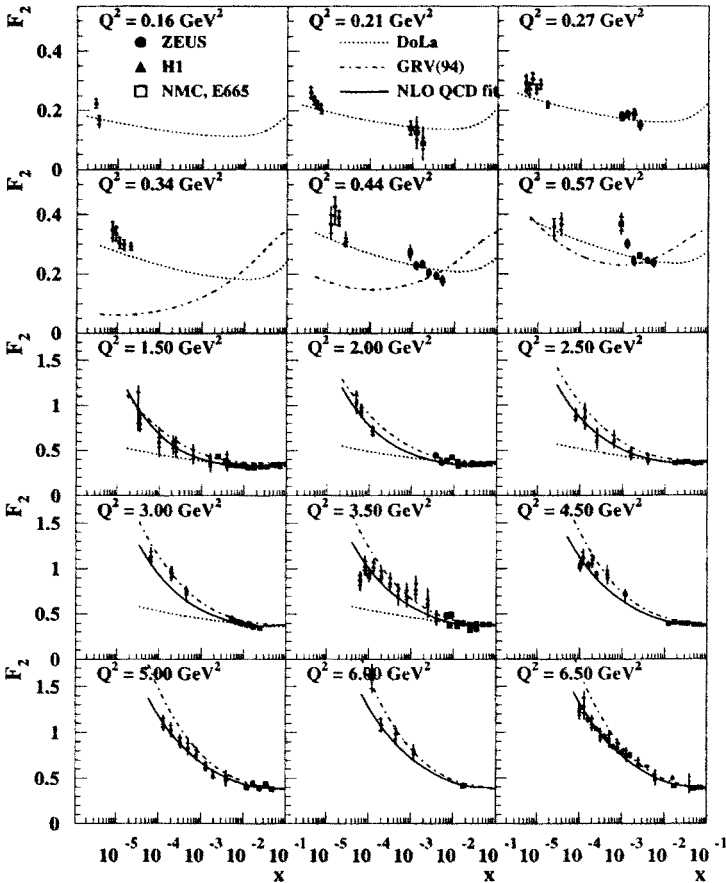 F₂
Q² = 0.16 GeV²
Q² = 0.21 GeV²
Q² = 0.27 GeV²
ZEUS
H1
NMC, E665
DoLa
GRV(94)
NLO QCD fit
0.4
0.2
0
F₂
Q² = 0.34 GeV²
Q² = 0.44 GeV²
Q² = 0.57 GeV²
0.4
0.2
0
F₂
Q² = 1.50 GeV²
Q² = 2.00 GeV²
Q² = 2.50 GeV²
1.5
1
0.5
0
F₂
Q² = 3.00 GeV²
Q² = 3.50 GeV²
Q² = 4.50 GeV²
1.5
1
0.5
0
F₂
Q² = 5.00 GeV²
Q² = 6.00 GeV²
Q² = 6.50 GeV²
1.5
1
0.5
0
10⁻⁵ 10⁻⁴ 10⁻³ 10⁻² 10⁻¹ 10⁻⁵ 10⁻⁴ 10⁻³ 10⁻² 10⁻¹ 10⁻⁵ 10⁻⁴ 10⁻³ 10⁻² 10⁻¹
x x x